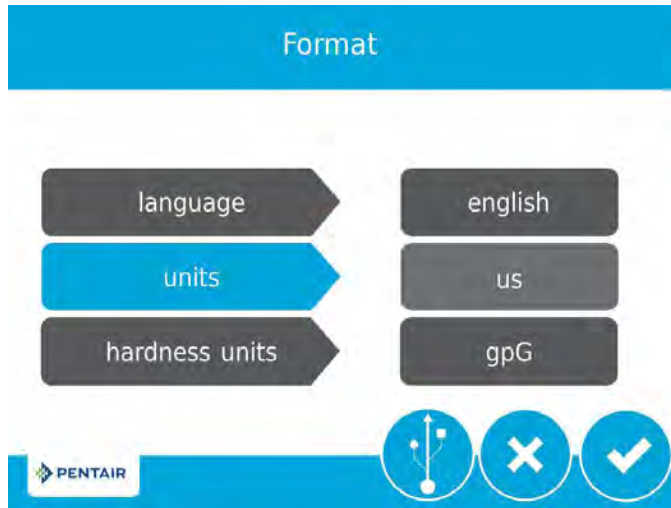 Format
language
english
units
us
hardness units
gpG
PENTAIR